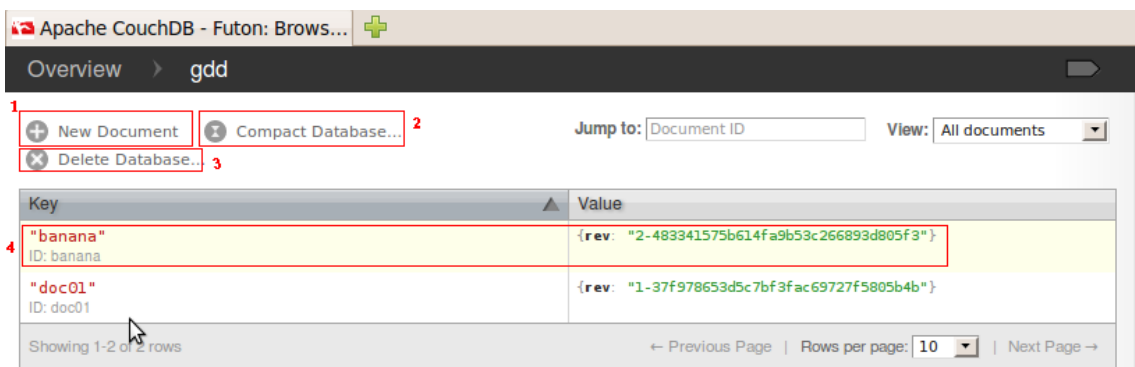 Apache CouchDB - Futon: Brows...
Overview gdd
1 New Document Compact Database... 2 Jump to: Document ID View: All documents
Delete Database... 3
Key Value
4 "banana" {rev: "2-483341575b614fa9b53c266893d805f3"}
ID: banana
"doc01" {rev: "1-37f978653d5c7bf3fac69727f5805b4b"}
ID: doc01
Showing 1-2 of 2 rows ← Previous Page | Rows per page: 10 | Next Page →